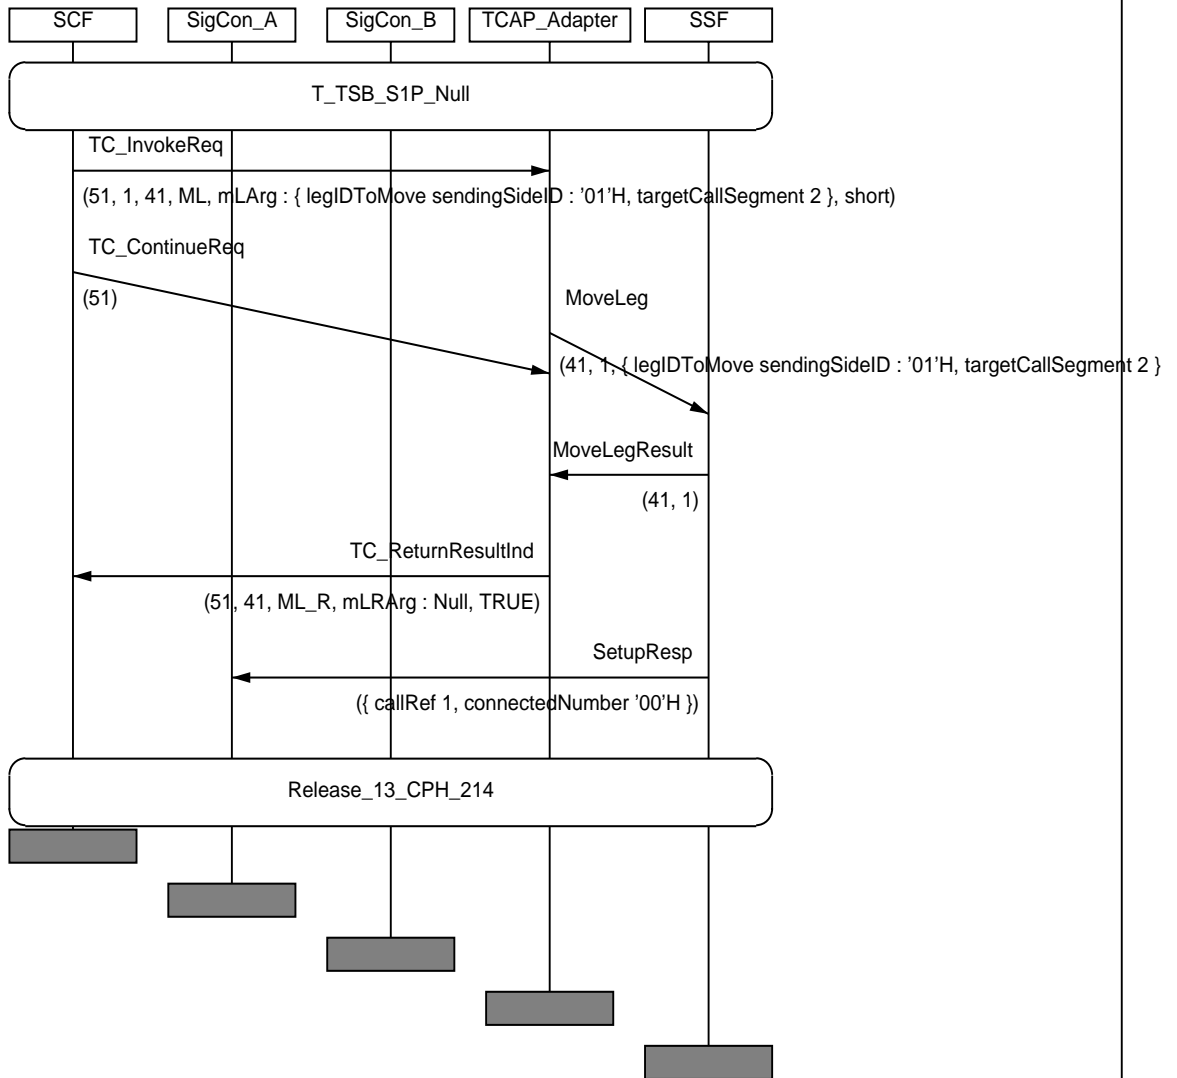 SCF SigCon_A SigCon_B TCAP_Adapter SSF
T_TSB_S1P_Null
TC_InvokeReq
(51, 1, 41, ML, mLArg : { legIDToMove sendingSideID : '01'H, targetCallSegment 2 }, short)
TC_ContinueReq
(51)
MoveLeg
(41, 1, { legIDToMove sendingSideID : '01'H, targetCallSegment 2 }
MoveLegResult
(41, 1)
TC_ReturnResultInd
(51, 41, ML_R, mLRArg : Null, TRUE)
SetupResp
({ callRef 1, connectedNumber '00'H })
Release_13_CPH_214